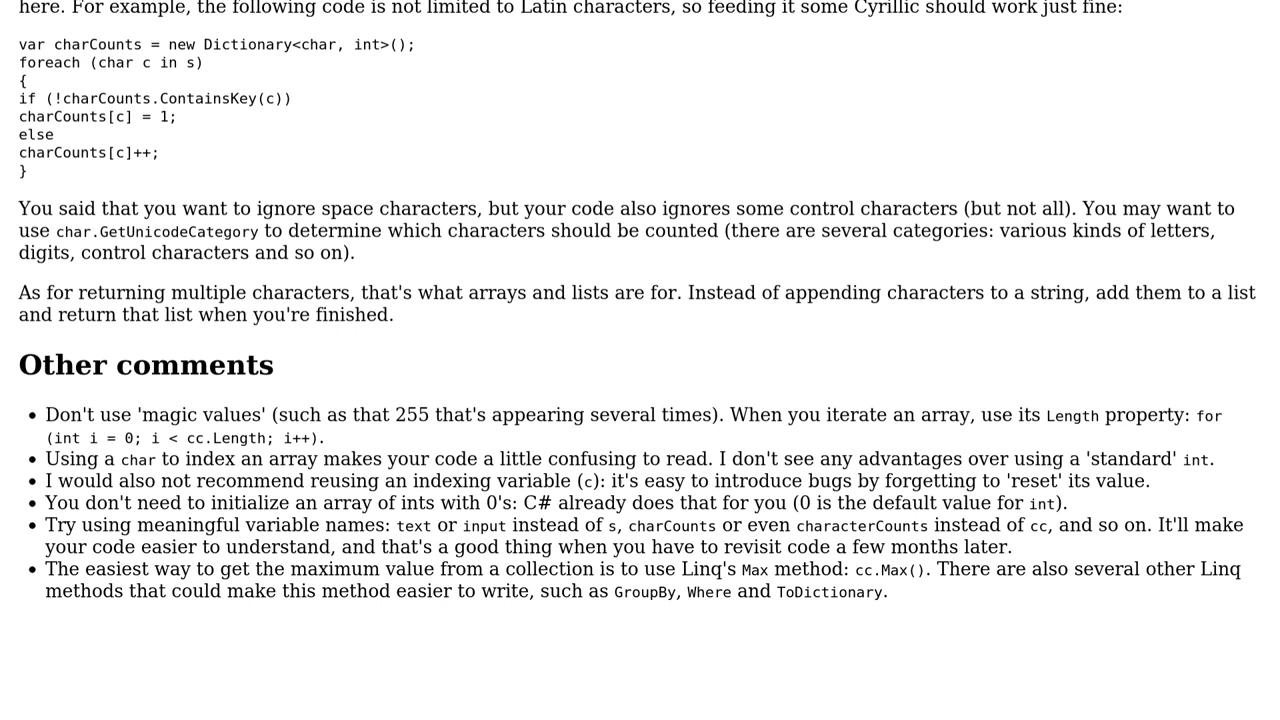 here. For example, the following code is not limited to Latin characters, so feeding it some Cyrillic should work just fine:
var charCounts = new Dictionary<char, int>();
foreach (char c in s)
{
if (!charCounts.ContainsKey(c))
charCounts[c] = 1;
else
charCounts[c]++;
}
You said that you want to ignore space characters, but your code also ignores some control characters (but not all). You may want to
use char.GetUnicodeCategory to determine which characters should be counted (there are several categories: various kinds of letters,
digits, control characters and so on).
As for returning multiple characters, that's what arrays and lists are for. Instead of appending characters to a string, add them to a list
and return that list when you're finished.
Other comments
• Don't use 'magic values' (such as that 255 that's appearing several times). When you iterate an array, use its Length property: for
(int i = 0; i < cc.Length; i++).
• Using a char to index an array makes your code a little confusing to read. I don't see any advantages over using a 'standard' int.
• I would also not recommend reusing an indexing variable (c): it's easy to introduce bugs by forgetting to 'reset' its value.
• You don't need to initialize an array of ints with 0's: C# already does that for you (0 is the default value for int).
• Try using meaningful variable names: text or input instead of s, charCounts or even characterCounts instead of cc, and so on. It'll make
your code easier to understand, and that's a good thing when you have to revisit code a few months later.
• The easiest way to get the maximum value from a collection is to use Linq's Max method: cc.Max(). There are also several other Linq
methods that could make this method easier to write, such as GroupBy, Where and ToDictionary.